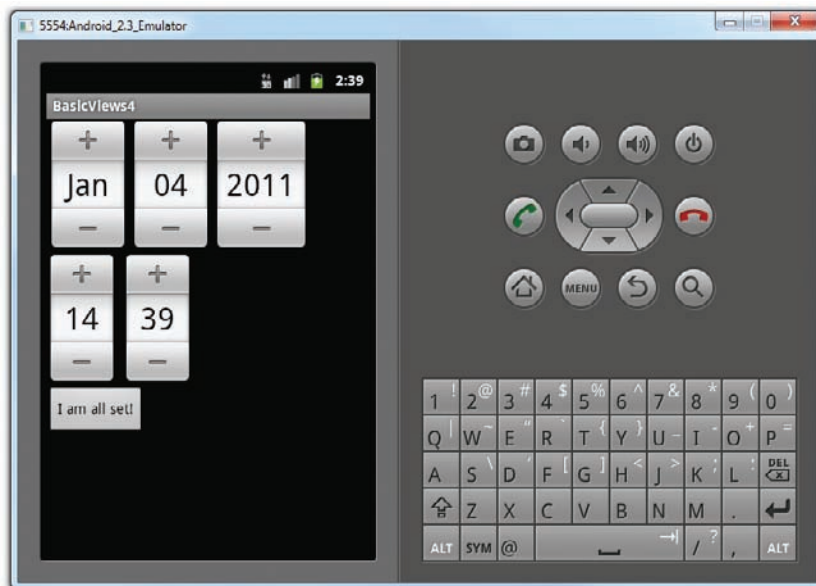 5554:Android_2.3_Emulator
2:39
BasicViews4
+ + +
Jan 04 2011
− − −
+ +
14 39
− −
I am all set!
MENU
1 ! 2 @ 3 # 4 $ 5 % 6 ^ 7 & 8 * 9 ( 0 )
Q | W ~ E " R ` T { Y } U _ I - O + P =
A S \ D ' F [ G ] H < J > K ; L : DEL
Z X C V B N M .
ALT SYM @ / ? , ALT